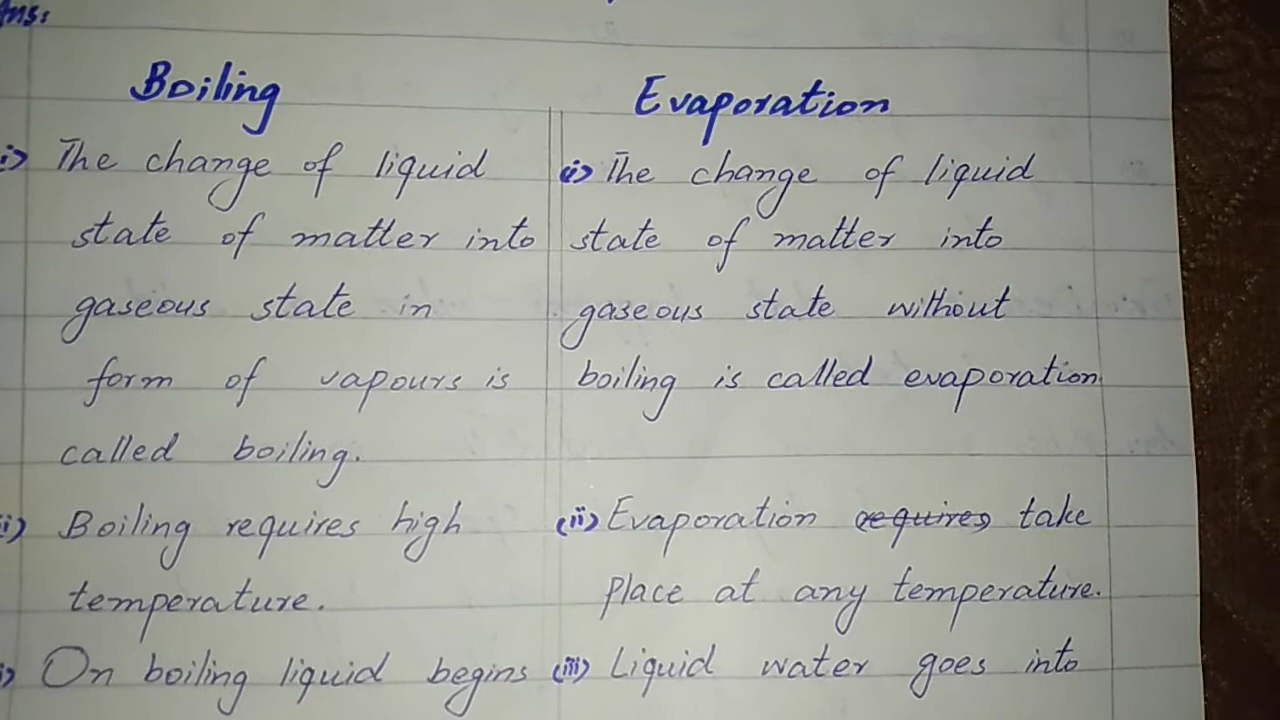 Ans:
Boiling
i) The change of liquid
state of matter into
gaseous state in
form of vapours is
called boiling.
i) Boiling requires high
temperature.
i) On boiling liquid begins
Evaporation
(i) The change of liquid
state of matter into
gaseous state without
boiling is called evaporation
(ii) Evaporation requires take
Place at any temperature.
(iii) Liquid water goes into